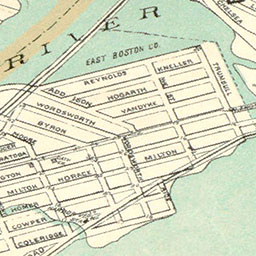 RIVER
CHELSEA
EAST BOSTON CO.
REYNOLDS
KNELLER
TRUMBULL
ADDISON
HOGARTH
WORDSWORTH
VANDYKE
BYRON
MOORE
MILTON
HORACE
MILTON
HOMER
COWPER
COLERIDGE